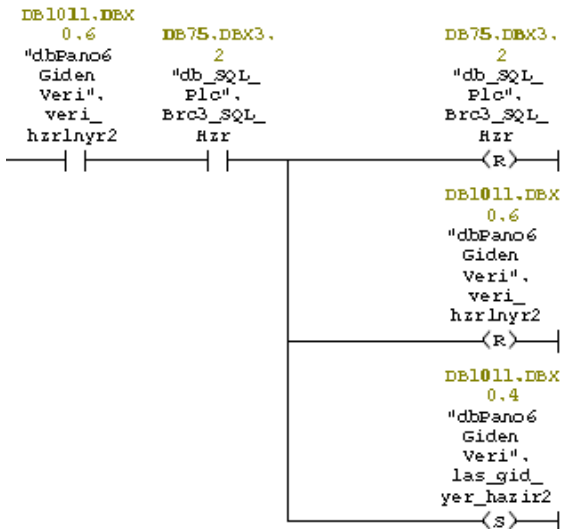 DB1011.DBX
0.6
"dbPano6
Giden
Veri".
veri_
hzrlnyr2
DB75.DBX3.
2
"db_SQL_
Plc".
Brc3_SQL_
Hzr
DB75.DBX3.
2
"db_SQL_
Plc".
Brc3_SQL_
Hzr
(R)
DB1011.DBX
0.6
"dbPano6
Giden
Veri".
veri_
hzrlnyr2
(R)
DB1011.DBX
0.4
"dbPano6
Giden
Veri".
las_gid_
yer_hazir2
(S)